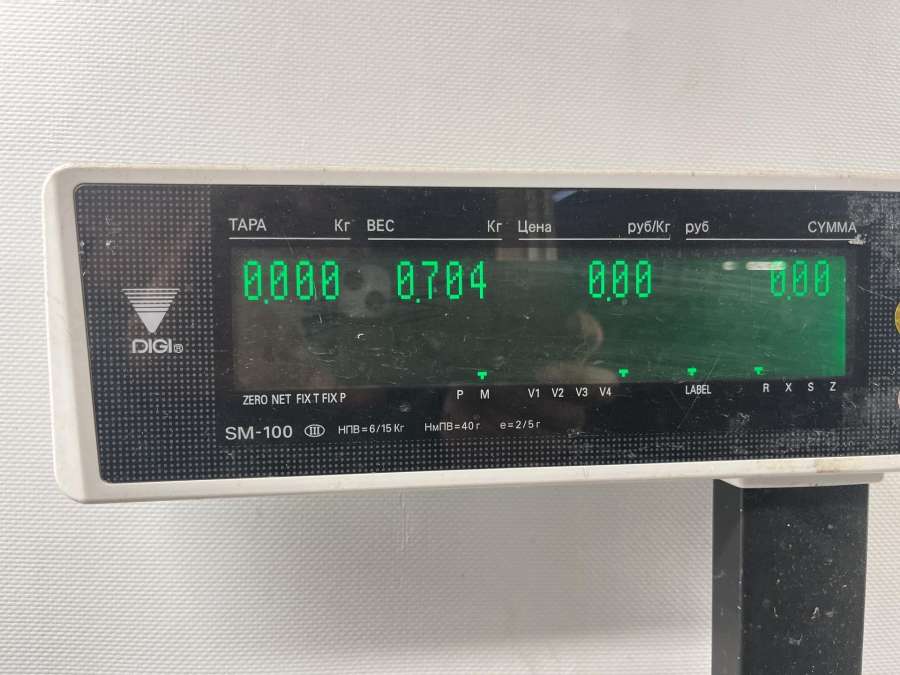 ТАРА Кг ВЕС Кг Цена руб/Кг руб СУММА
0.000 0.704 0.00 0.00
DIGI®
ZERO NET FIX T FIX P P M V1 V2 V3 V4 LABEL R X S Z
SM-100 III НПВ=6/15 Кг НмПВ=40 г e=2/5 г